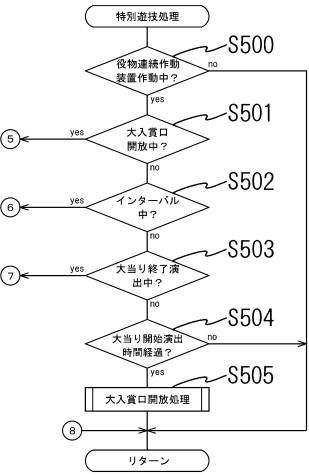 特別遊技処理
S500
役物連続作動
装置作動中？
no
yes
S501
大入賞口
開放中？
yes
5
no
S502
インターバル
中？
yes
6
no
S503
大当り終了演
出中？
yes
7
no
S504
大当り開始演出
時間経過？
no
yes
S505
大入賞口開放処理
8
リターン